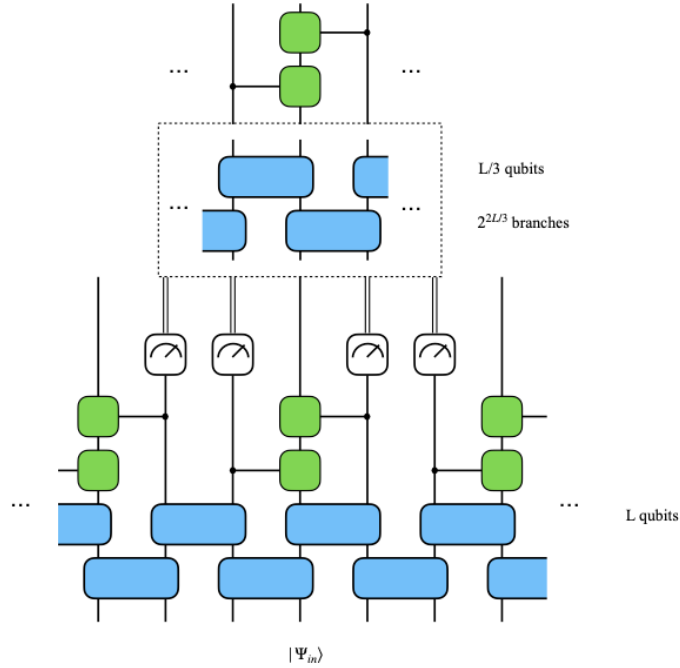 ... ...
L/3 qubits
... ...
2^{2L/3} branches
... ...
L qubits
|Ψ_{in}⟩